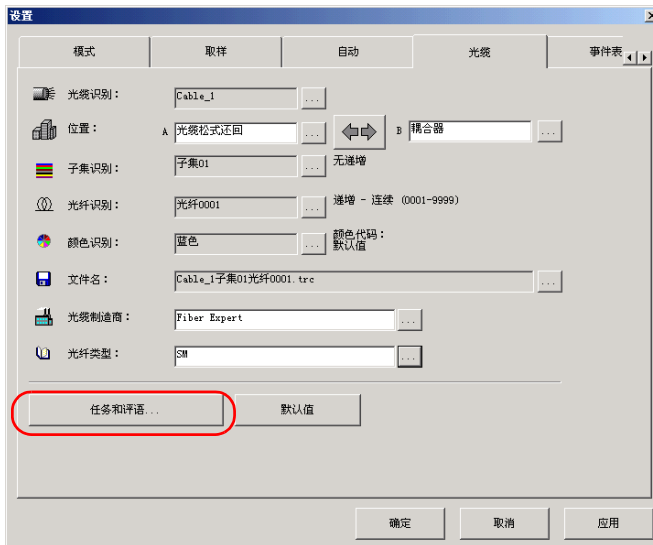 设置
模式 取样 自动 光缆 事件表
光缆识别： Cable_1 ...
位置： A 光缆松式还回 ... B 耦合器 ...
子集识别： 子集01 ... 无递增
光纤识别： 光纤0001 ... 递增 - 连续 (0001-9999)
颜色识别： 蓝色 ... 颜色代码：
默认值
文件名： Cable_1子集01光纤0001.trc ...
光缆制造商： Fiber Expert ...
光纤类型： SM ...
任务和评语... 默认值
确定 取消 应用